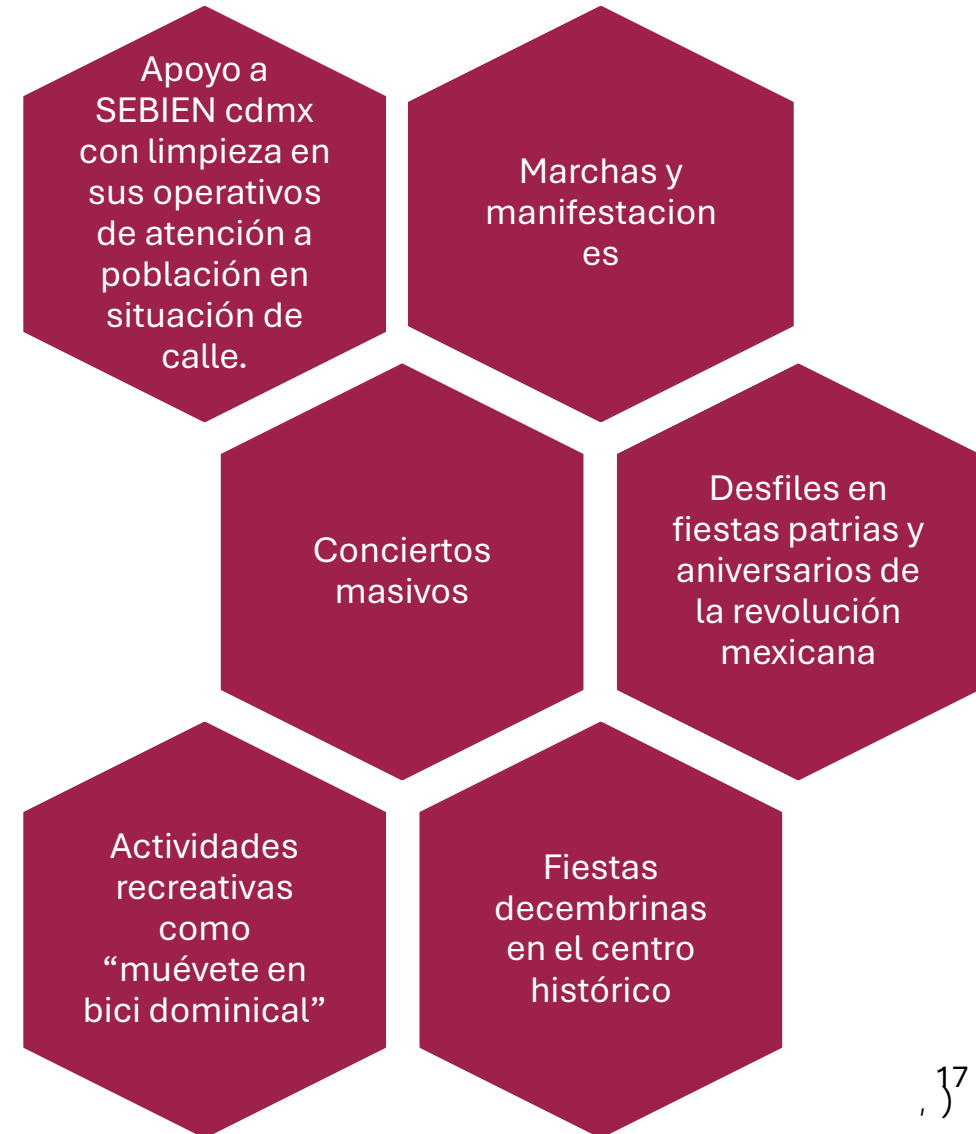 Apoyo a
SEBIEN cdmx
con limpieza en
sus operativos
de atención a
población en
situación de
calle.
Marchas y
manifestacion
es
Conciertos
masivos
Desfiles en
fiestas patrias y
aniversarios de
la revolución
mexicana
Actividades
recreativas
como
“muévete en
bici dominical”
Fiestas
decembrinas
en el centro
histórico
17
, )